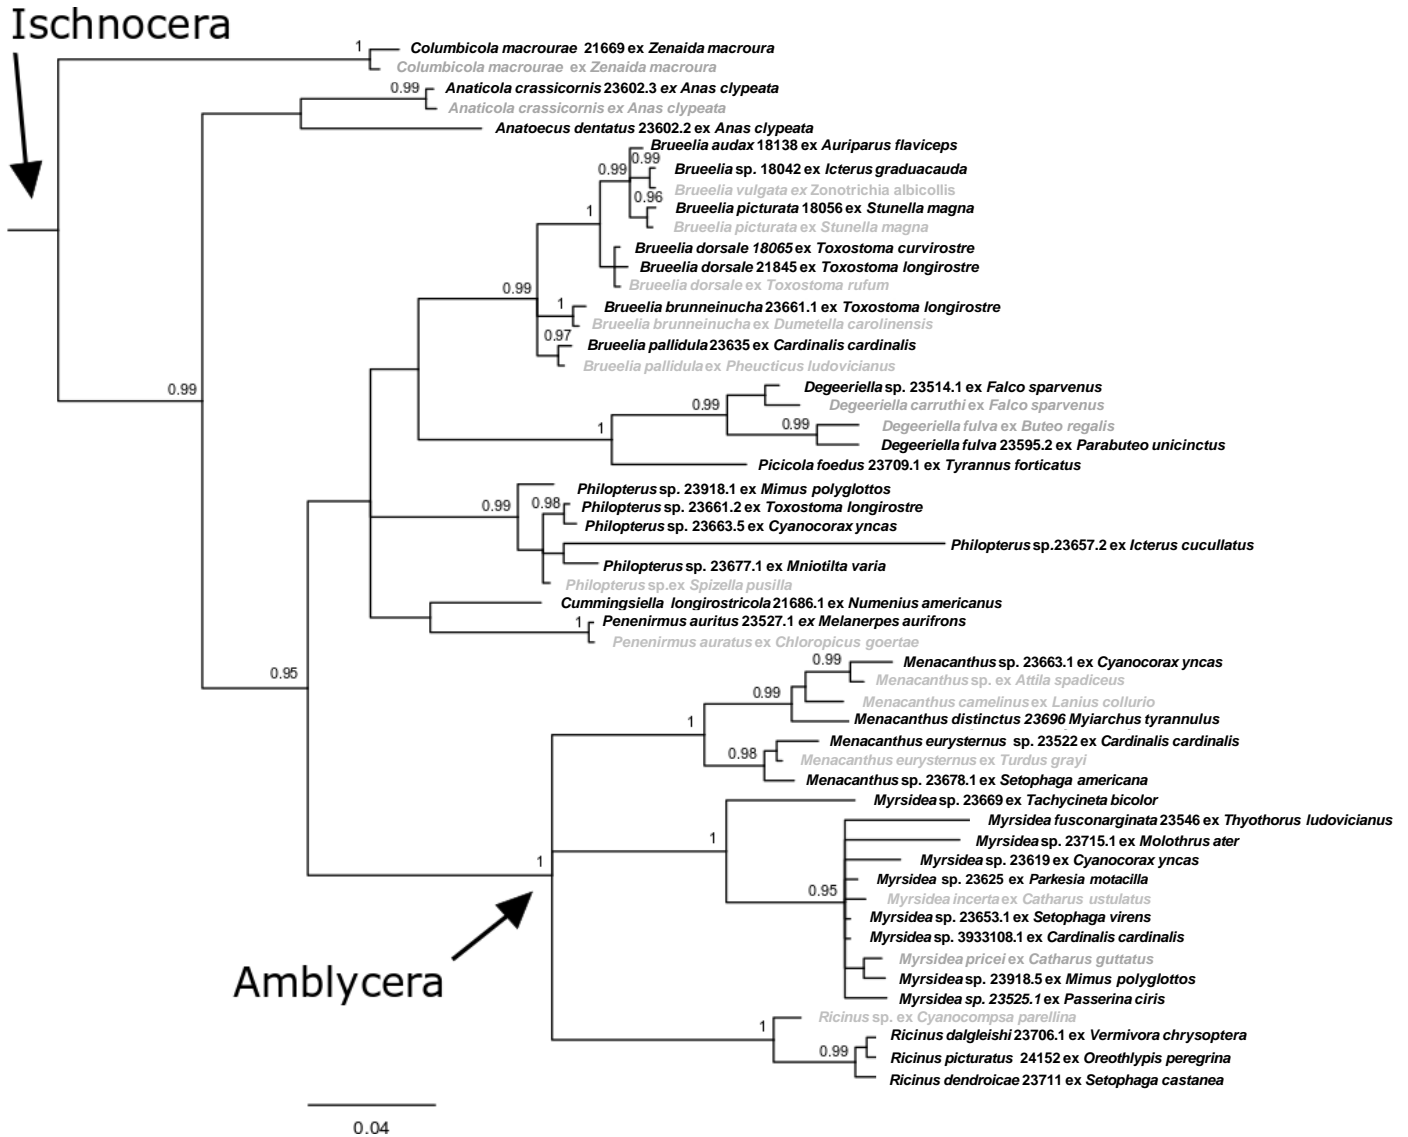 Ischnocera
1
Columbicola macrourae 21669 ex Zenaida macroura
Columbicola macrourae ex Zenaida macroura
0.99
Anaticola crassicornis 23602.3 ex Anas clypeata
Anaticola crassicornis ex Anas clypeata
Anatoecus dentatus 23602.2 ex Anas clypeata
Brueelia audax 18138 ex Auriparus flaviceps
0.99
0.99
Brueelia sp. 18042 ex Icterus graduacauda
Brueelia vulgata ex Zonotrichia albicollis
0.96
1
Brueelia picturata 18056 ex Stunella magna
Brueelia picturata ex Stunella magna
Brueelia dorsale 18065 ex Toxostoma curvirostre
Brueelia dorsale 21845 ex Toxostoma longirostre
Brueelia dorsale ex Toxostoma rufum
0.99
1
Brueelia brunneinucha 23661.1 ex Toxostoma longirostre
Brueelia brunneinucha ex Dumetella carolinensis
0.97
Brueelia pallidula 23635 ex Cardinalis cardinalis
Brueelia pallidula ex Pheucticus ludovicianus
0.99
Degeeriella sp. 23514.1 ex Falco sparvenus
0.99
Degeeriella carruthi ex Falco sparvenus
0.99
Degeeriella fulva ex Buteo regalis
1
Degeeriella fulva 23595.2 ex Parabuteo unicinctus
Picicola foedus 23709.1 ex Tyrannus forticatus
Philopterus sp. 23918.1 ex Mimus polyglottos
0.99
0.98
Philopterus sp. 23661.2 ex Toxostoma longirostre
Philopterus sp. 23663.5 ex Cyanocorax yncas
Philopterus sp.23657.2 ex Icterus cucullatus
Philopterus sp. 23677.1 ex Mniotilta varia
Philopterus sp.ex Spizella pusilla
Cummingsiella longirostricola 21686.1 ex Numenius americanus
1
Penenirmus auritus 23527.1 ex Melanerpes aurifrons
Penenirmus auratus ex Chloropicus goertae
0.95
0.99
Menacanthus sp. 23663.1 ex Cyanocorax yncas
Menacanthus sp. ex Attila spadiceus
0.99
Menacanthus camelinus ex Lanius collurio
1
Menacanthus distinctus 23696 Myiarchus tyrannulus
Menacanthus eurysternus sp. 23522 ex Cardinalis cardinalis
0.98
Menacanthus eurysternus ex Turdus grayi
Menacanthus sp. 23678.1 ex Setophaga americana
Myrsidea sp. 23669 ex Tachycineta bicolor
Myrsidea fusconarginata 23546 ex Thyothorus ludovicianus
1
Myrsidea sp. 23715.1 ex Molothrus ater
1
Myrsidea sp. 23619 ex Cyanocorax yncas
Myrsidea sp. 23625 ex Parkesia motacilla
0.95
Myrsidea incerta ex Catharus ustulatus
Myrsidea sp. 23653.1 ex Setophaga virens
Myrsidea sp. 3933108.1 ex Cardinalis cardinalis
Myrsidea pricei ex Catharus guttatus
Amblycera
Myrsidea sp. 23918.5 ex Mimus polyglottos
Myrsidea sp. 23525.1 ex Passerina ciris
Ricinus sp. ex Cyanocompsa parellina
1
Ricinus dalgleishi 23706.1 ex Vermivora chrysoptera
0.99
Ricinus picturatus 24152 ex Oreothlypis peregrina
Ricinus dendroicae 23711 ex Setophaga castanea
0.04